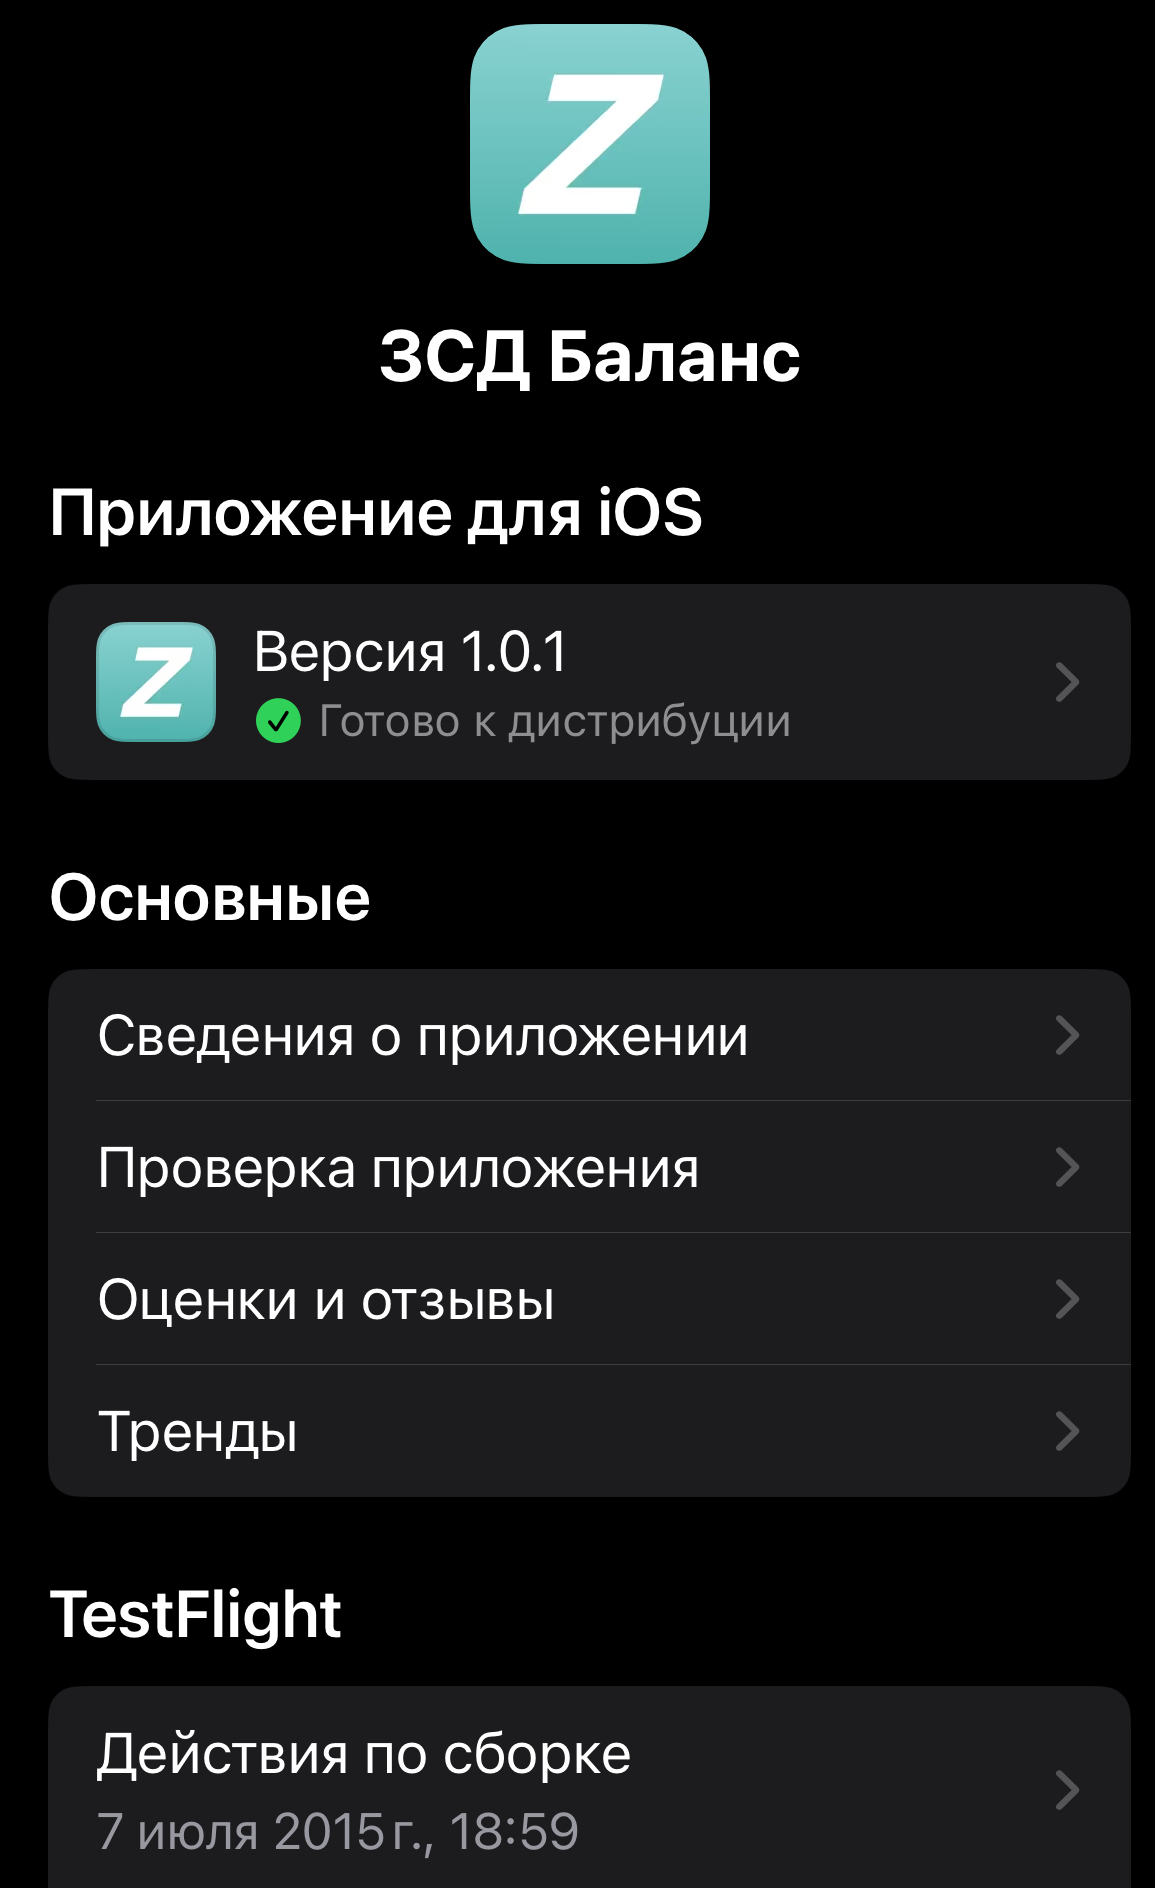 Z
ЗСД Баланс
Приложение для iOS
Z
Версия 1.0.1
Готово к дистрибуции
Основные
Сведения о приложении
Проверка приложения
Оценки и отзывы
Тренды
TestFlight
Действия по сборке
7 июля 2015 г., 18:59